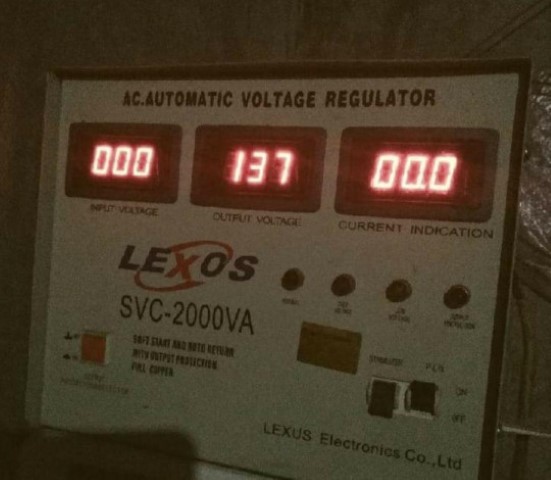 AC.AUTOMATIC VOLTAGE REGULATOR
000 137 00.0
INPUT VOLTAGE OUTPUT VOLTAGE CURRENT INDICATION
LEXOS
SVC-2000VA
SOFT START AND AUTO RETURN
WITH OUTPUT PROTECTION
FULL COPPER
ON
OFF
LEXUS Electronics Co.,Ltd